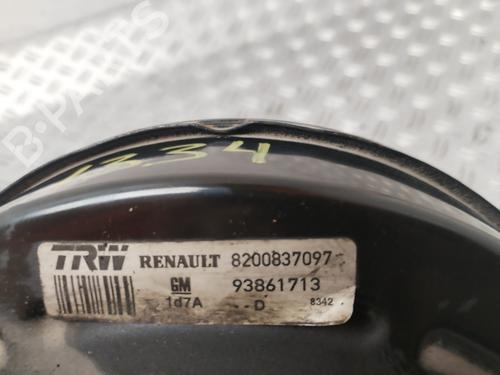 1334
TRW RENAULT 8200837097
GM 93861713
1d7A --D 8342
B-PARTS